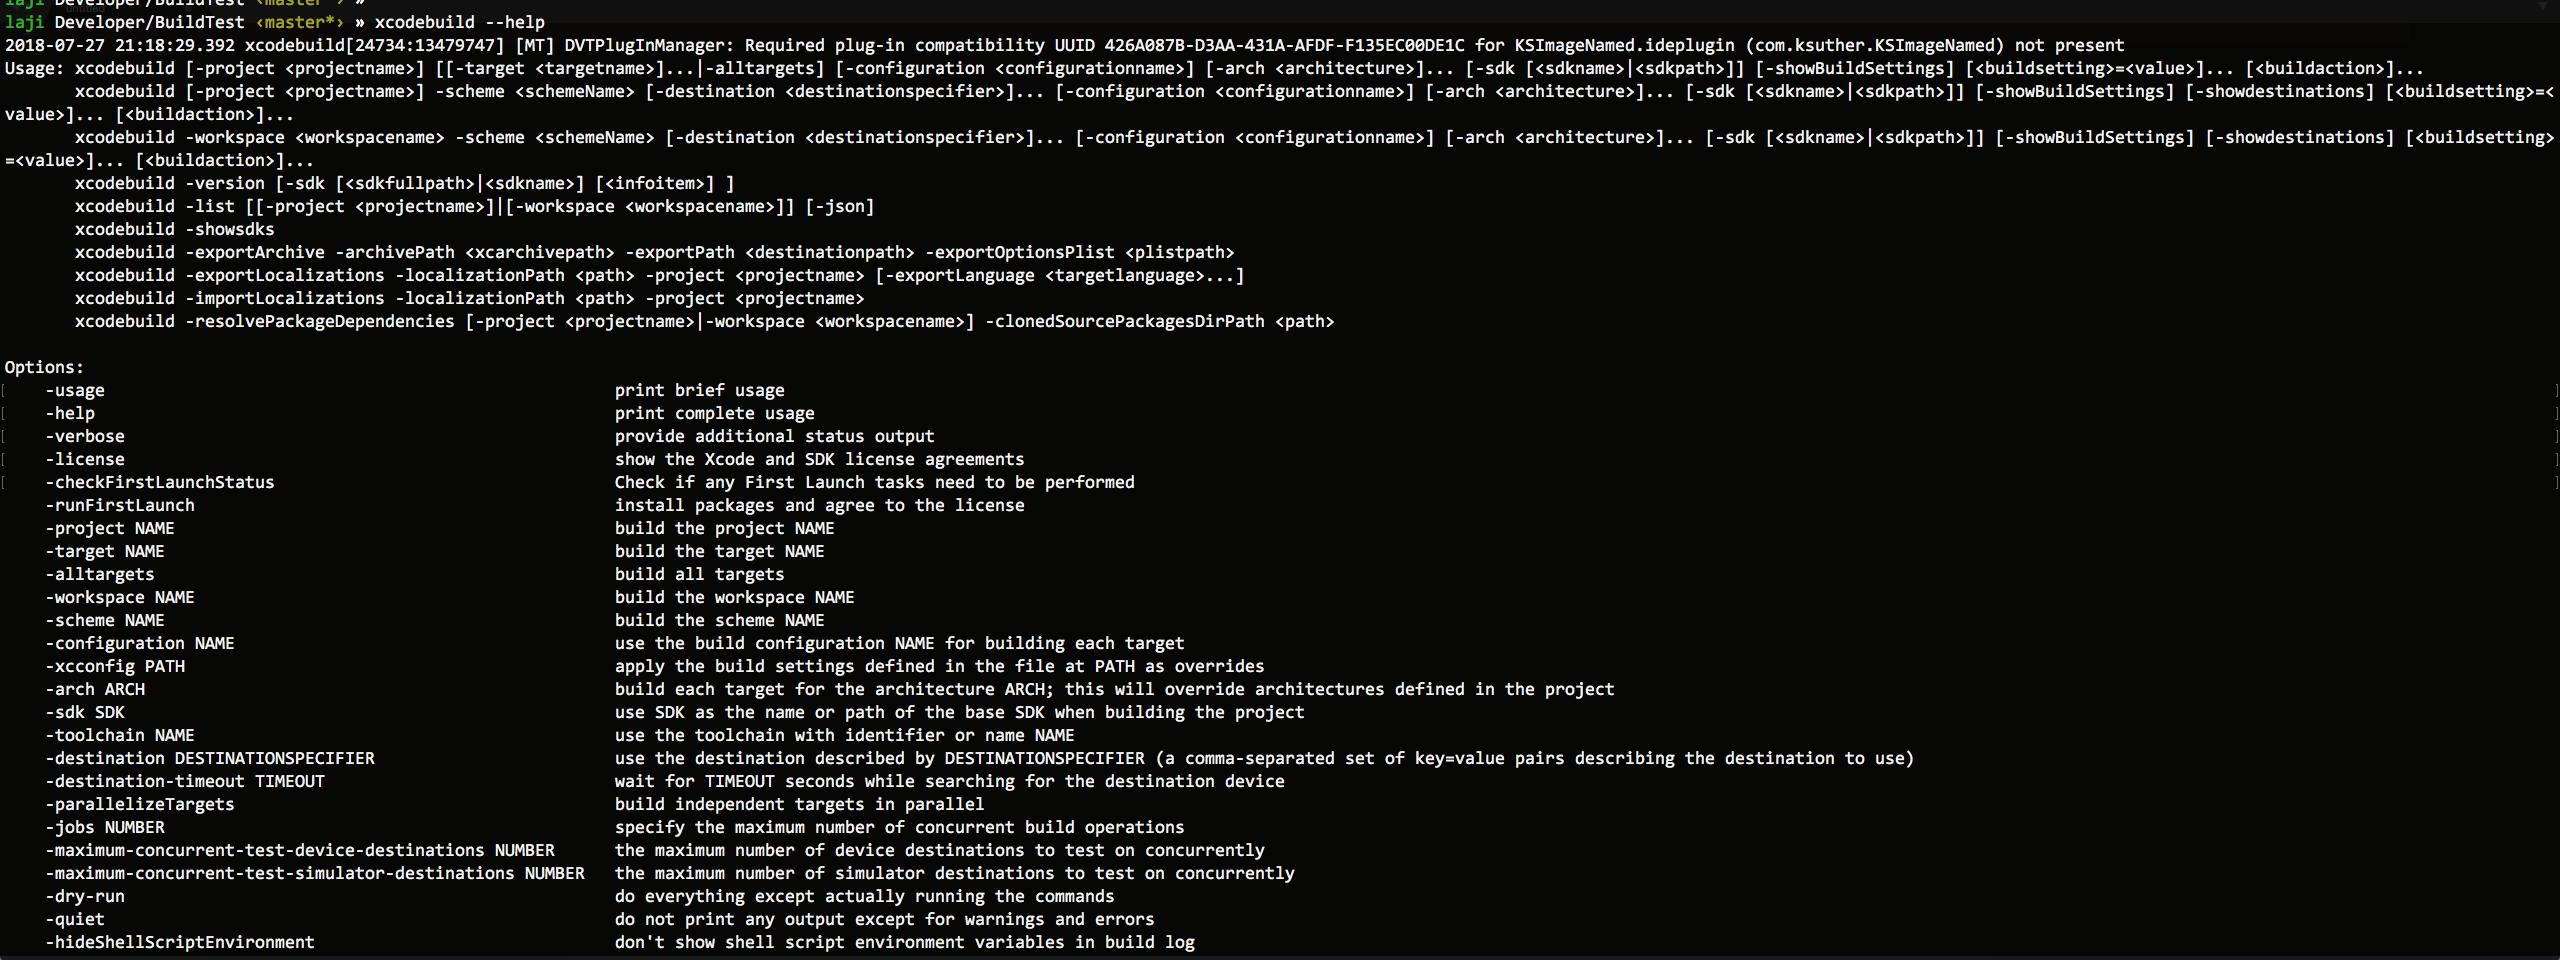 laji Developer/BuildTest ‹master*› »
laji Developer/BuildTest ‹master*› » xcodebuild --help
2018-07-27 21:18:29.392 xcodebuild[24734:13479747] [MT] DVTPlugInManager: Required plug-in compatibility UUID 426A087B-D3AA-431A-AFDF-F135EC00DE1C for KSImageNamed.ideplugin (com.ksuther.KSImageNamed) not present
Usage: xcodebuild [-project <projectname>] [[-target <targetname>]...|-alltargets] [-configuration <configurationname>] [-arch <architecture>]... [-sdk [<sdkname>|<sdkpath>]] [-showBuildSettings] [<buildsetting>=<value>]... [<buildaction>]...
xcodebuild [-project <projectname>] -scheme <schemeName> [-destination <destinationspecifier>]... [-configuration <configurationname>] [-arch <architecture>]... [-sdk [<sdkname>|<sdkpath>]] [-showBuildSettings] [-showdestinations] [<buildsetting>=<
value>]... [<buildaction>]...
xcodebuild -workspace <workspacename> -scheme <schemeName> [-destination <destinationspecifier>]... [-configuration <configurationname>] [-arch <architecture>]... [-sdk [<sdkname>|<sdkpath>]] [-showBuildSettings] [-showdestinations] [<buildsetting>
=<value>]... [<buildaction>]...
xcodebuild -version [-sdk [<sdkfullpath>|<sdkname>] [<infoitem>] ]
xcodebuild -list [[-project <projectname>]|[-workspace <workspacename>]] [-json]
xcodebuild -showsdks
xcodebuild -exportArchive -archivePath <xcarchivepath> -exportPath <destinationpath> -exportOptionsPlist <plistpath>
xcodebuild -exportLocalizations -localizationPath <path> -project <projectname> [-exportLanguage <targetlanguage>...]
xcodebuild -importLocalizations -localizationPath <path> -project <projectname>
xcodebuild -resolvePackageDependencies [-project <projectname>|-workspace <workspacename>] -clonedSourcePackagesDirPath <path>
Options:
-usage print brief usage
-help print complete usage
-verbose provide additional status output
-license show the Xcode and SDK license agreements
-checkFirstLaunchStatus Check if any First Launch tasks need to be performed
-runFirstLaunch install packages and agree to the license
-project NAME build the project NAME
-target NAME build the target NAME
-alltargets build all targets
-workspace NAME build the workspace NAME
-scheme NAME build the scheme NAME
-configuration NAME use the build configuration NAME for building each target
-xcconfig PATH apply the build settings defined in the file at PATH as overrides
-arch ARCH build each target for the architecture ARCH; this will override architectures defined in the project
-sdk SDK use SDK as the name or path of the base SDK when building the project
-toolchain NAME use the toolchain with identifier or name NAME
-destination DESTINATIONSPECIFIER use the destination described by DESTINATIONSPECIFIER (a comma-separated set of key=value pairs describing the destination to use)
-destination-timeout TIMEOUT wait for TIMEOUT seconds while searching for the destination device
-parallelizeTargets build independent targets in parallel
-jobs NUMBER specify the maximum number of concurrent build operations
-maximum-concurrent-test-device-destinations NUMBER the maximum number of device destinations to test on concurrently
-maximum-concurrent-test-simulator-destinations NUMBER the maximum number of simulator destinations to test on concurrently
-dry-run do everything except actually running the commands
-quiet do not print any output except for warnings and errors
-hideShellScriptEnvironment don't show shell script environment variables in build log